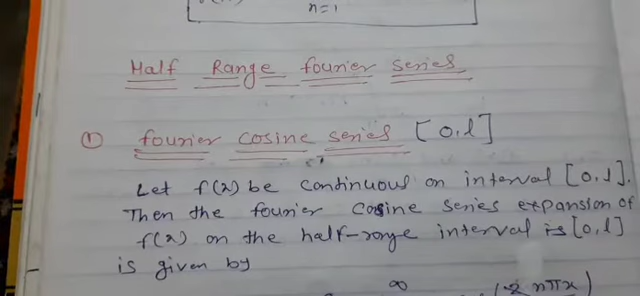 n=1
Half Range fourier series
① fourier cosine series [0,l]
Let f(x) be continuous on interval [0,l].
Then the fourier cosine series expansion of
f(x) on the half-range interval is [0,l]
is given by
∞
nπx